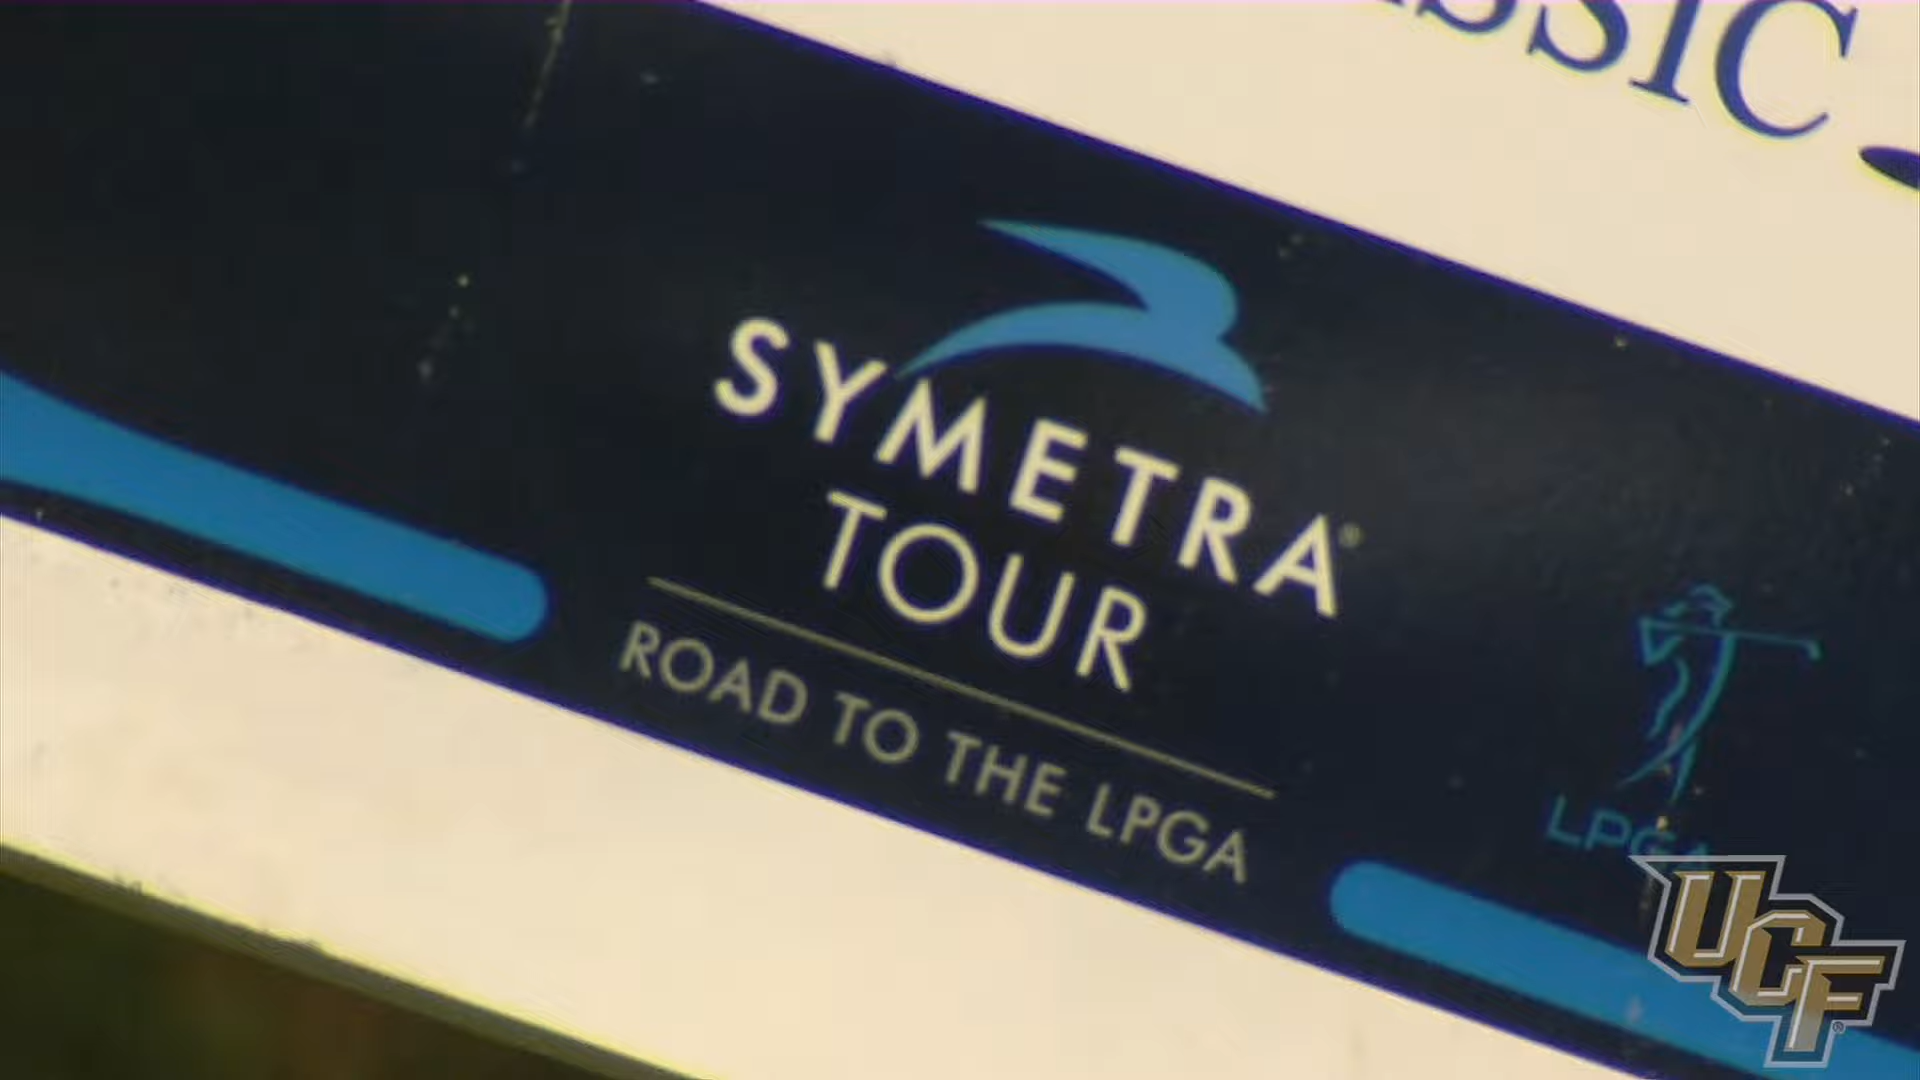 SSIC
SYMETRA®
TOUR
ROAD TO THE LPGA
LPGA
UCF